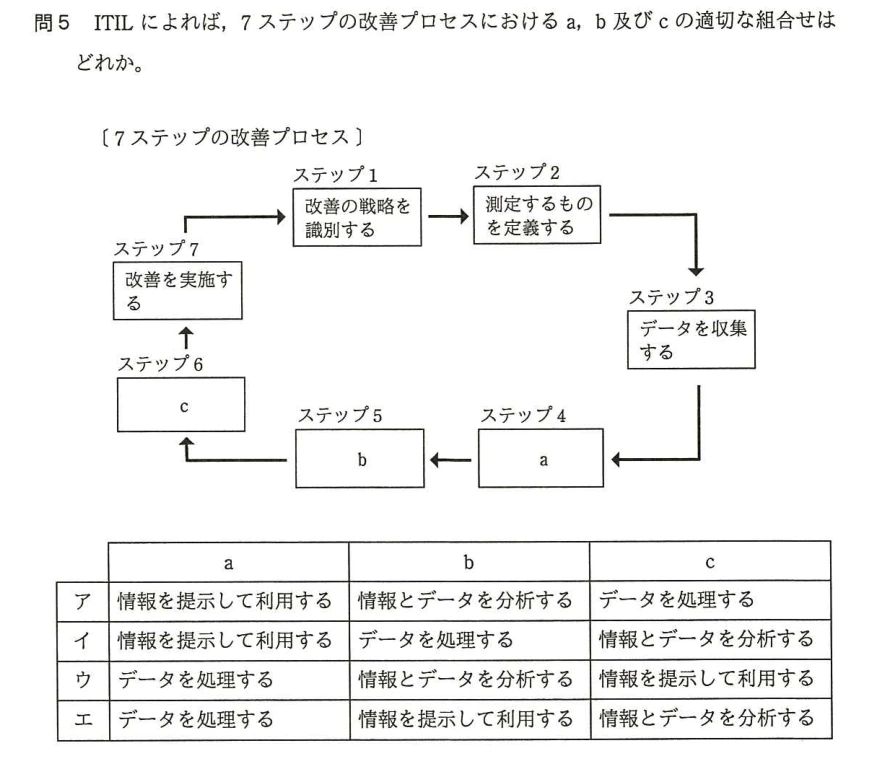 問5 ITIL によれば，7 ステップの改善プロセスにおける a，b 及び c の適切な組合せは
どれか。
〔7 ステップの改善プロセス〕
ステップ1
改善の戦略を
識別する
ステップ2
測定するもの
を定義する
ステップ3
データを収集
する
ステップ4
a
ステップ5
b
ステップ6
c
ステップ7
改善を実施す
る
a b c
ア 情報を提示して利用する 情報とデータを分析する データを処理する
イ 情報を提示して利用する データを処理する 情報とデータを分析する
ウ データを処理する 情報とデータを分析する 情報を提示して利用する
エ データを処理する 情報を提示して利用する 情報とデータを分析する